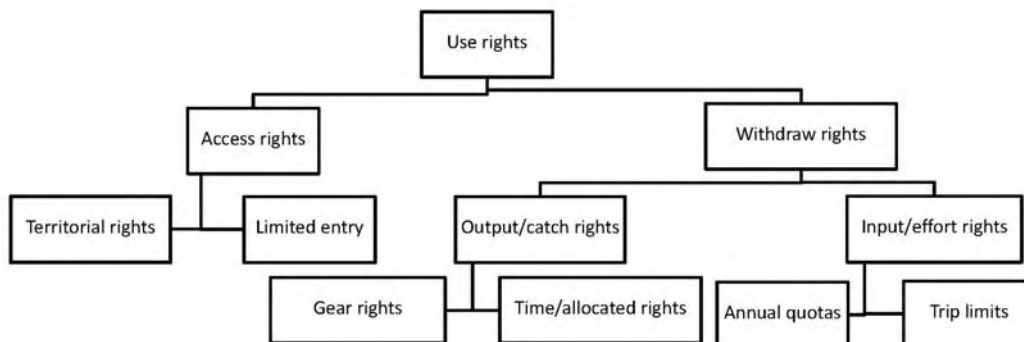 Use rights
Access rights
Withdraw rights
Territorial rights
Limited entry
Output/catch rights
Input/effort rights
Gear rights
Time/allocated rights
Annual quotas
Trip limits